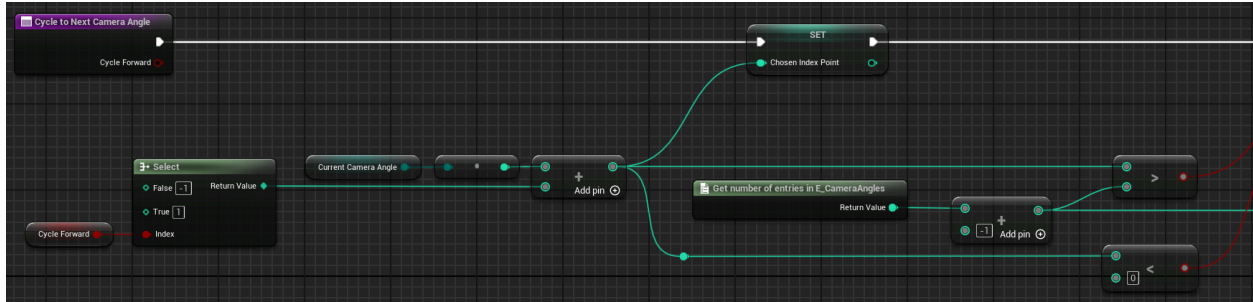 Cycle to Next Camera Angle
SET
Cycle Forward
Chosen Index Point
Select
Current Camera Angle
False -1
Return Value
+
Add pin
>
Get number of entries in E_CameraAngles
True 1
Return Value
+
-1
Add pin
Cycle Forward
Index
<
0